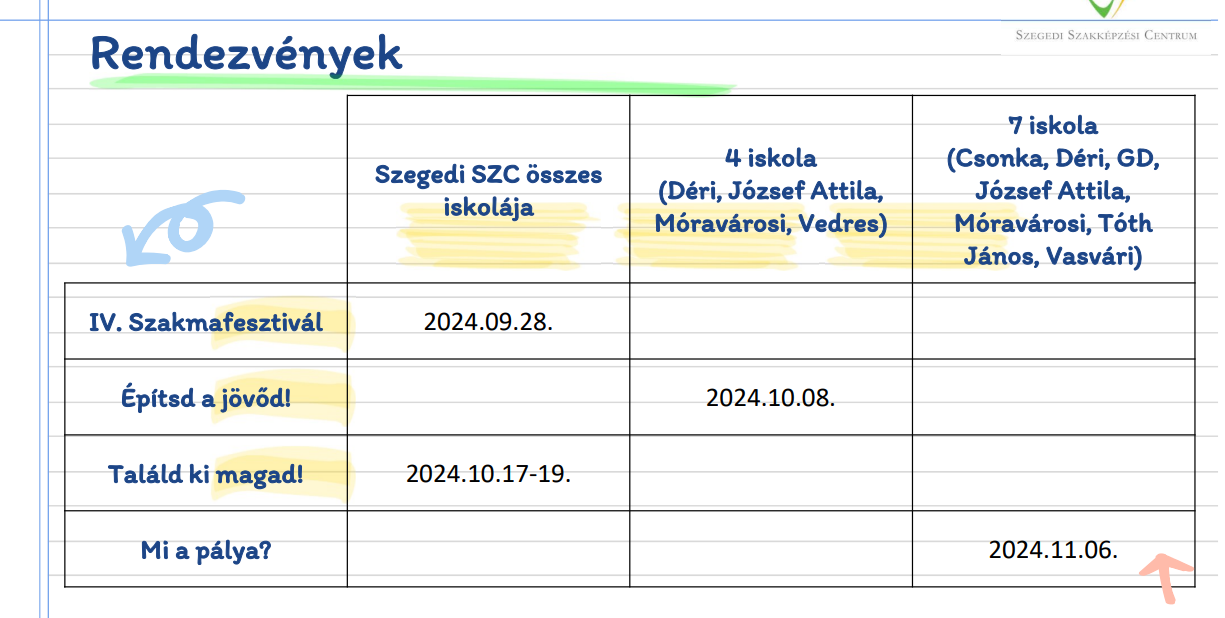 SZEGEDI SZAKKÉPZÉSI CENTRUM
Rendezvények
Szegedi SZC összes
iskolája
4 iskola
(Déri, József Attila,
Móravárosi, Vedres)
7 iskola
(Csonka, Déri, GD,
József Attila,
Móravárosi, Tóth
János, Vasvári)
IV. Szakmafesztivál
2024.09.28.
Építsd a jövőd!
2024.10.08.
Találd ki magad!
2024.10.17-19.
Mi a pálya?
2024.11.06.